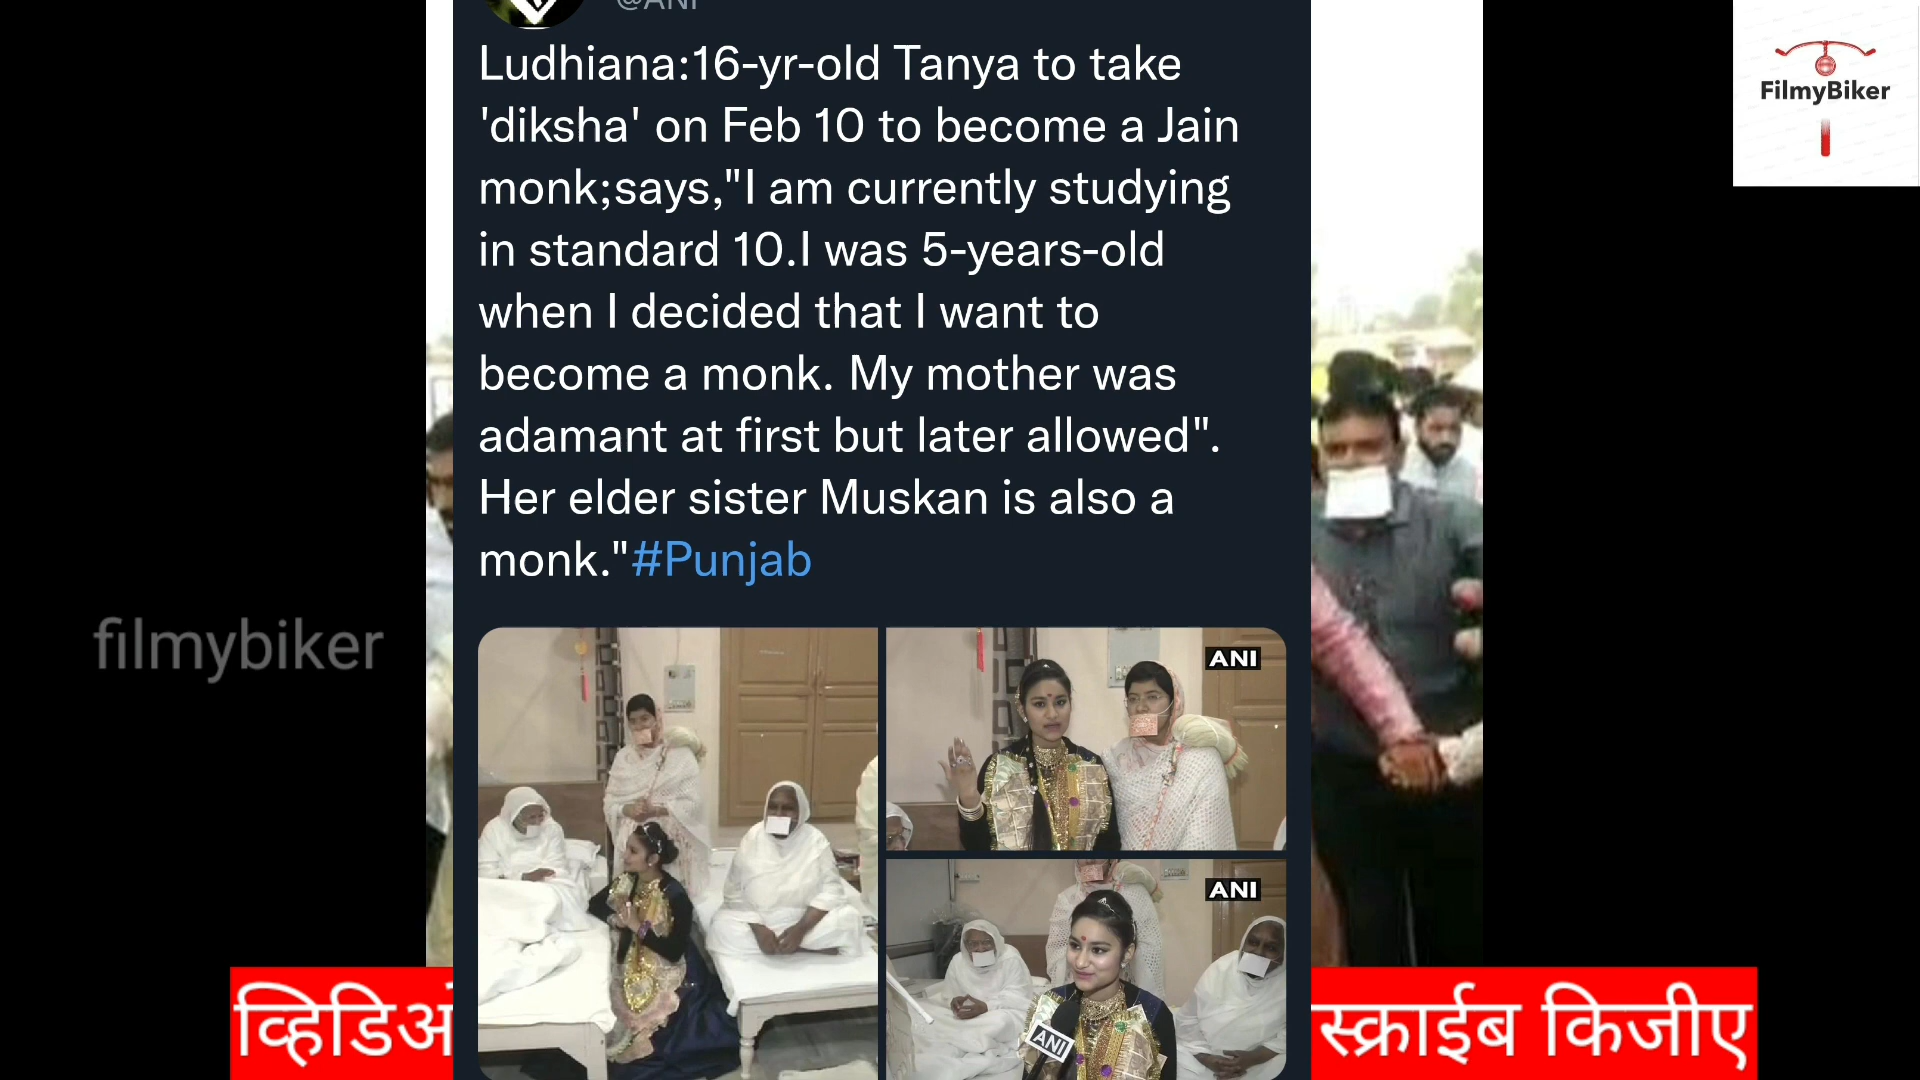 @ANI
Ludhiana:16-yr-old Tanya to take
'diksha' on Feb 10 to become a Jain
monk;says,"I am currently studying
in standard 10.I was 5-years-old
when I decided that I want to
become a monk. My mother was
adamant at first but later allowed".
Her elder sister Muskan is also a
monk."#Punjab
FilmyBiker
filmybiker
ANI
ANI
ANI
स्क्राईब किजीए